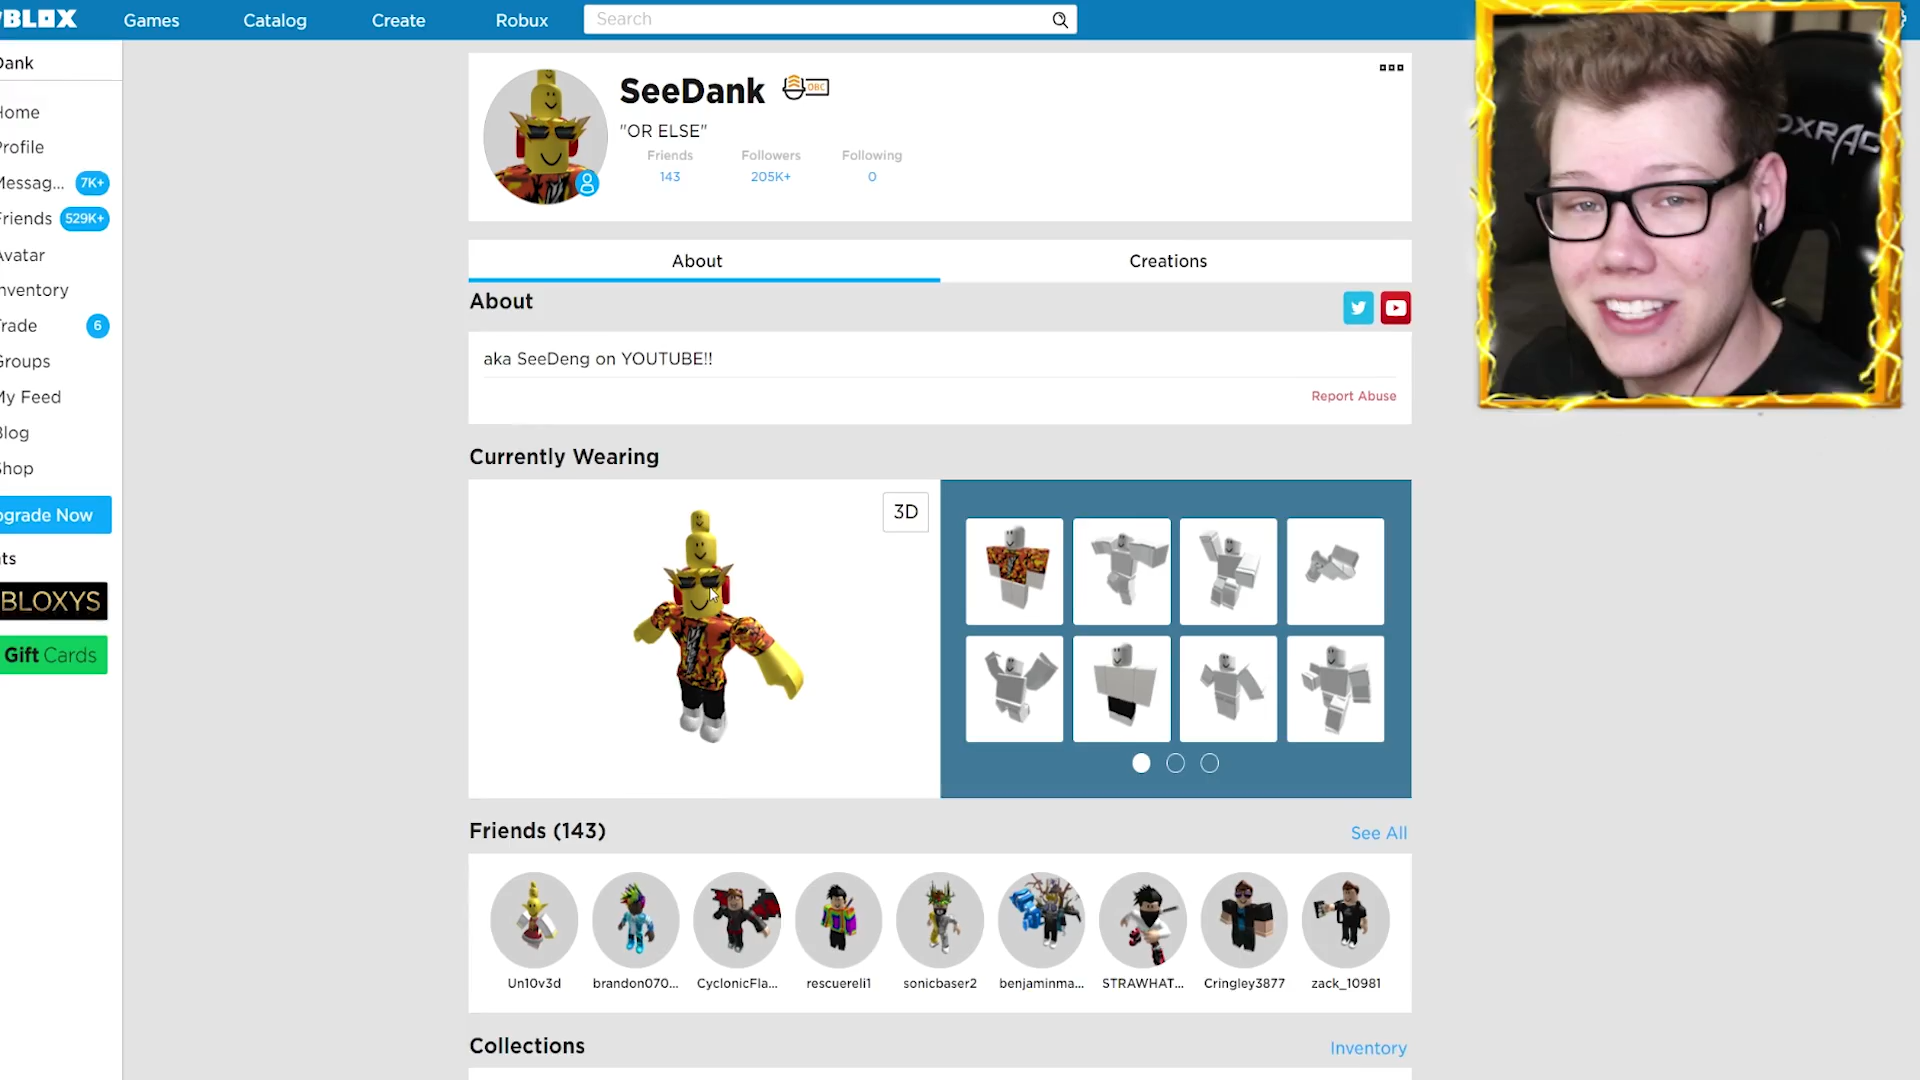 BLOX Games Catalog Create Robux Search
Dank
Home
Profile
Messag... 7K+
Friends 529K+
Avatar
Inventory
Trade 6
Groups
My Feed
Blog
Shop
pgrade Now
ts
BLOXYS
Gift Cards
SeeDank OBC
"OR ELSE"
Friends Followers Following
143 205K+ 0
About Creations
About
aka SeeDeng on YOUTUBE!!
Report Abuse
Currently Wearing
3D
Friends (143) See All
Un10v3d brandon070... CyclonicFla... rescuereli1 sonicbaser2 benjaminma... STRAWHAT... Cringley3877 zack_10981
Collections Inventory